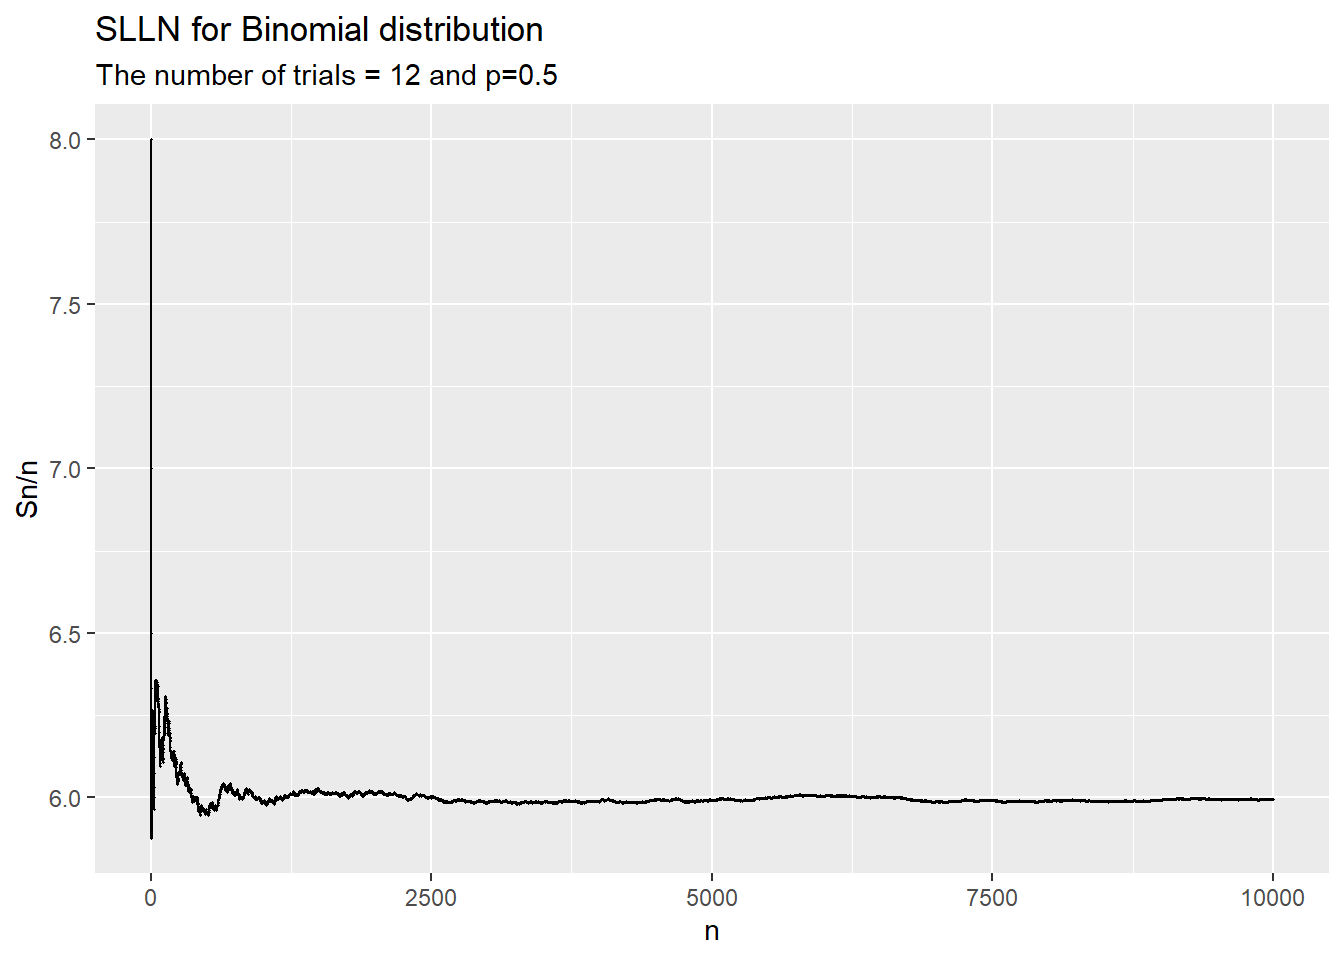 SLLN for Binomial distribution
The number of trials = 12 and p=0.5
8.0
7.5
7.0
6.5
6.0
Sn/n
0 2500 5000 7500 10000
n